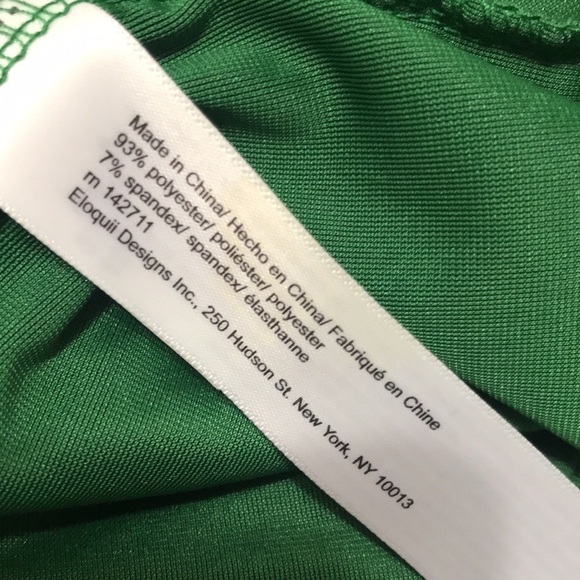 Made in China/ Hecho en China/ Fabriqué en Chine
93% polyester/ poliéster/ polyester
7% spandex/ spandex/ élasthanne
rn 142711
Eloquii Designs Inc., 250 Hudson St. New York, NY 10013